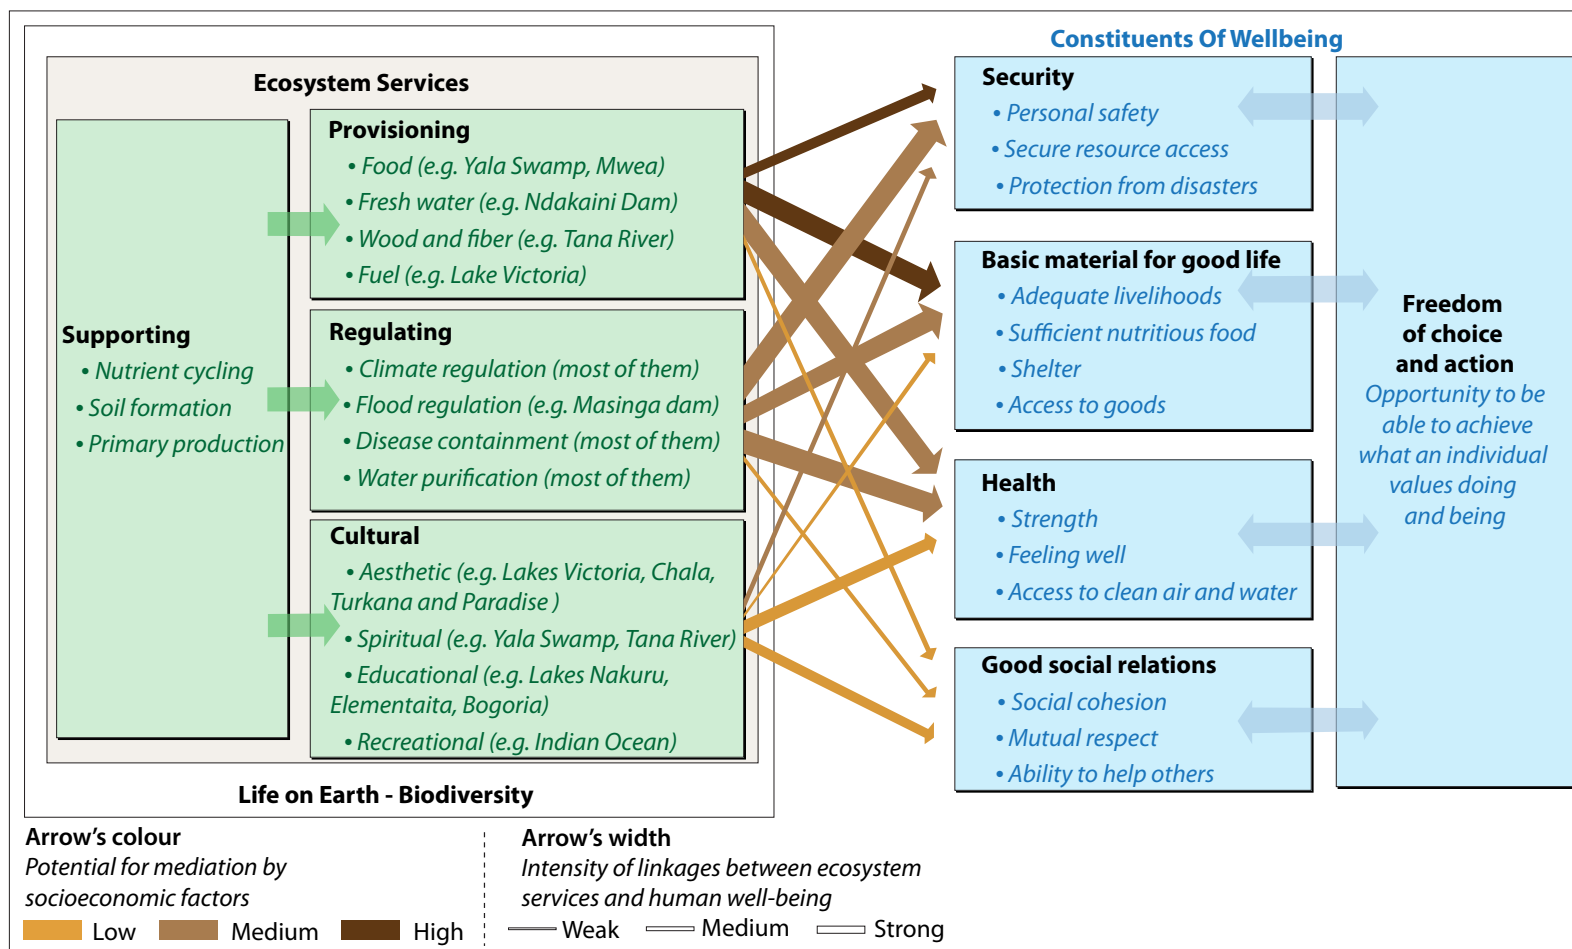 Constituents Of Wellbeing
Ecosystem Services
Supporting
• Nutrient cycling
• Soil formation
• Primary production
Provisioning
• Food (e.g. Yala Swamp, Mwea)
• Fresh water (e.g. Ndakaini Dam)
• Wood and fiber (e.g. Tana River)
• Fuel (e.g. Lake Victoria)
Regulating
• Climate regulation (most of them)
• Flood regulation (e.g. Masinga dam)
• Disease containment (most of them)
• Water purification (most of them)
Cultural
• Aesthetic (e.g. Lakes Victoria, Chala,
Turkana and Paradise )
• Spiritual (e.g. Yala Swamp, Tana River)
• Educational (e.g. Lakes Nakuru,
Elementaita, Bogoria)
• Recreational (e.g. Indian Ocean)
Life on Earth - Biodiversity
Security
• Personal safety
• Secure resource access
• Protection from disasters
Basic material for good life
• Adequate livelihoods
• Sufficient nutritious food
• Shelter
• Access to goods
Health
• Strength
• Feeling well
• Access to clean air and water
Good social relations
• Social cohesion
• Mutual respect
• Ability to help others
Freedom
of choice
and action
Opportunity to be
able to achieve
what an individual
values doing
and being
Arrow's colour
Potential for mediation by
socioeconomic factors
Low
Medium
High
Arrow's width
Intensity of linkages between ecosystem
services and human well-being
Weak
Medium
Strong